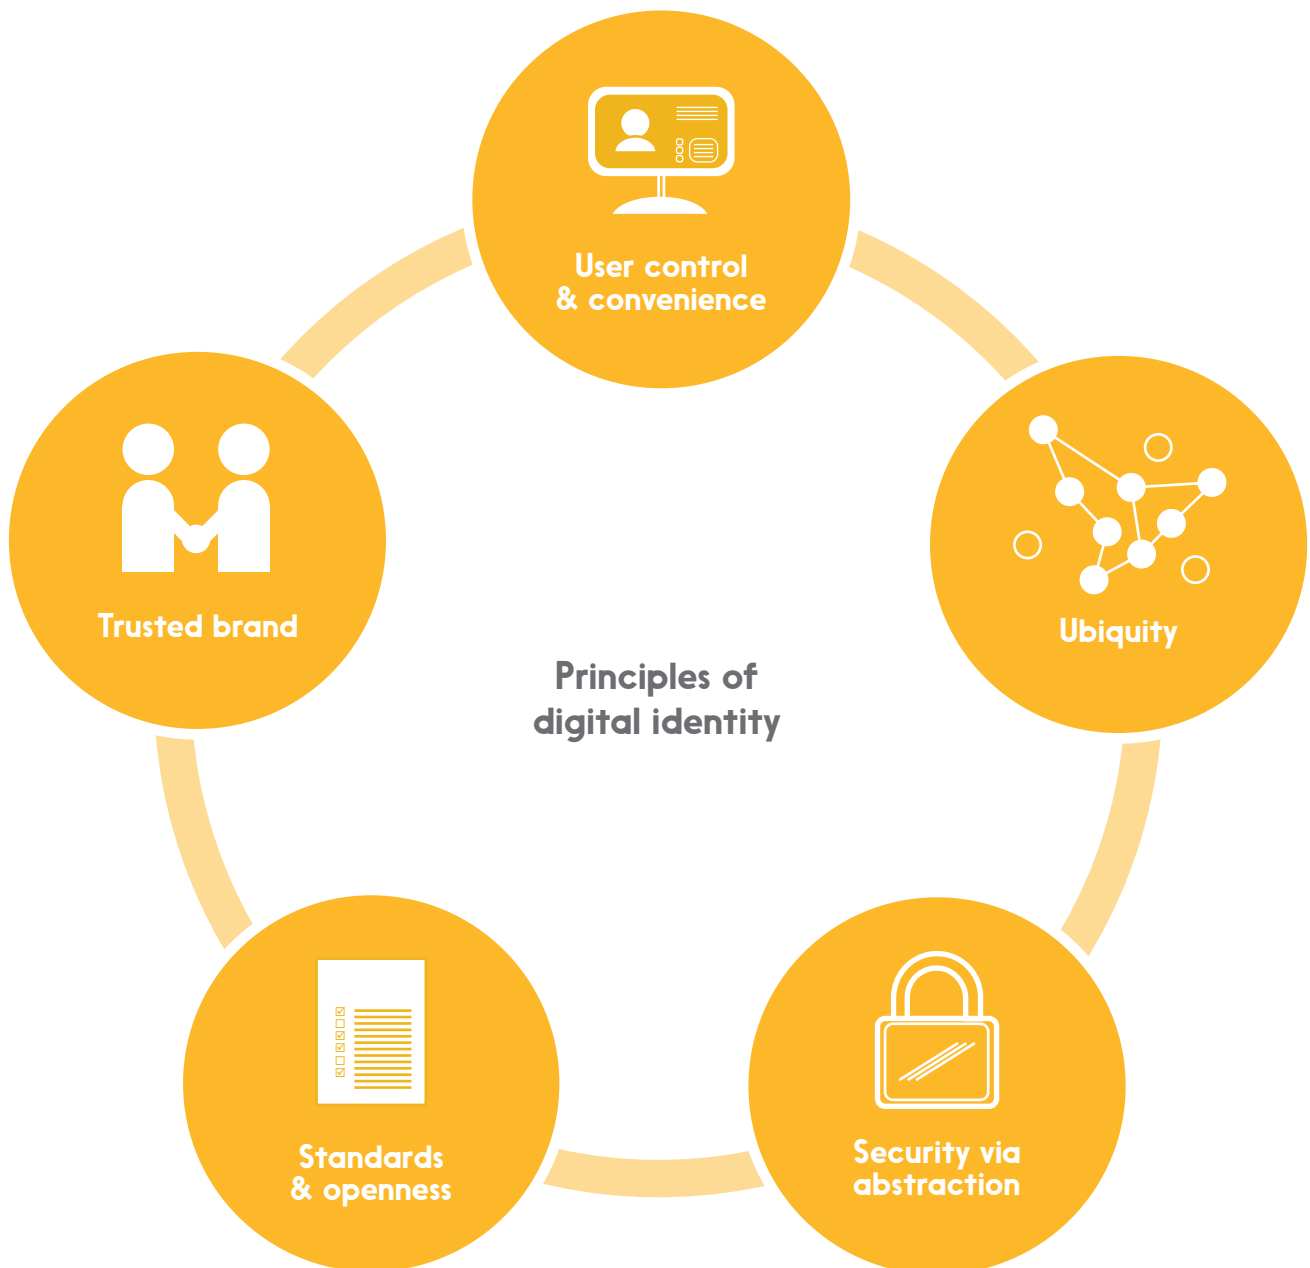 User control
& convenience
Ubiquity
Trusted brand
Principles of
digital identity
Security via
abstraction
Standards
& openness